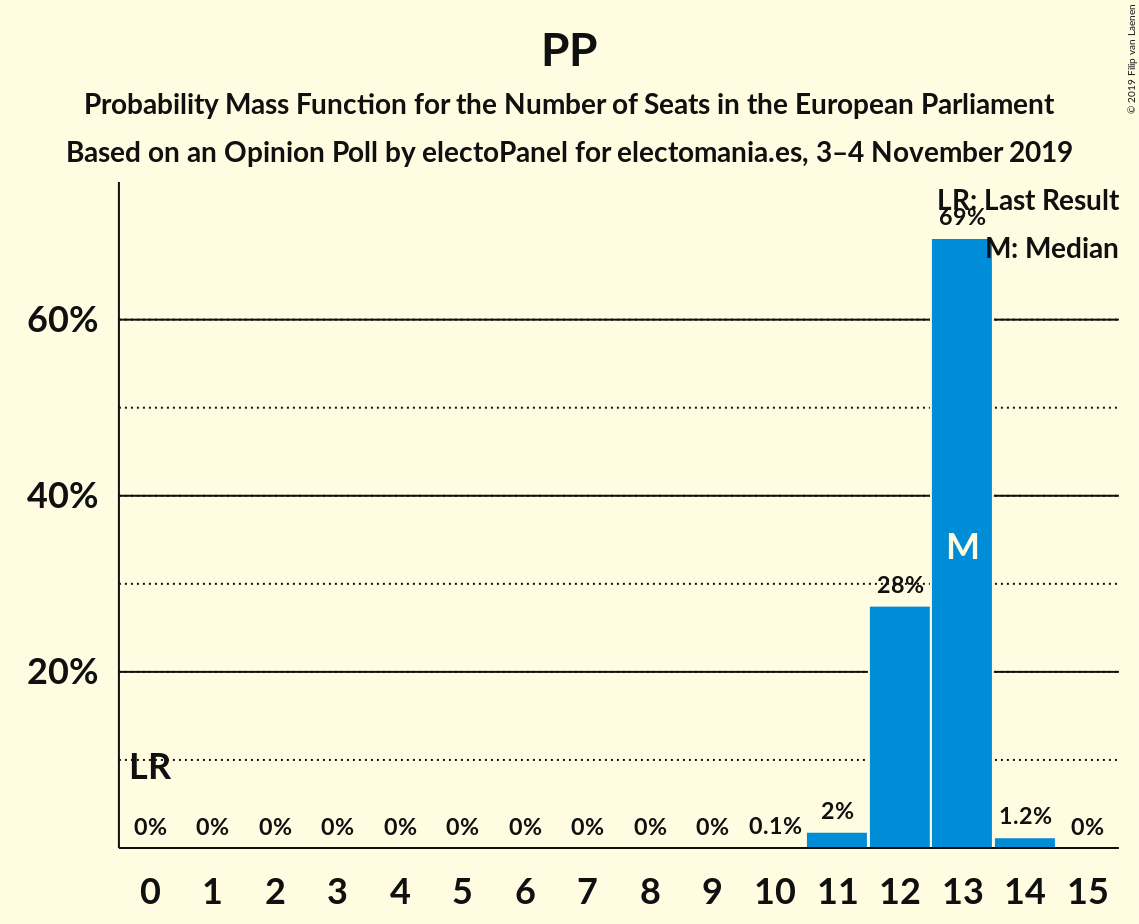 PP
Probability Mass Function for the Number of Seats in the European Parliament
Based on an Opinion Poll by electoPanel for electomania.es, 3–4 November 2019
© 2019 Filip van Laenen
LR: Last Result
M: Median
69%
60%
40%
20%
M
28%
LR
0% 0% 0% 0% 0% 0% 0% 0% 0% 0% 0.1% 2% 1.2% 0%
0 1 2 3 4 5 6 7 8 9 10 11 12 13 14 15